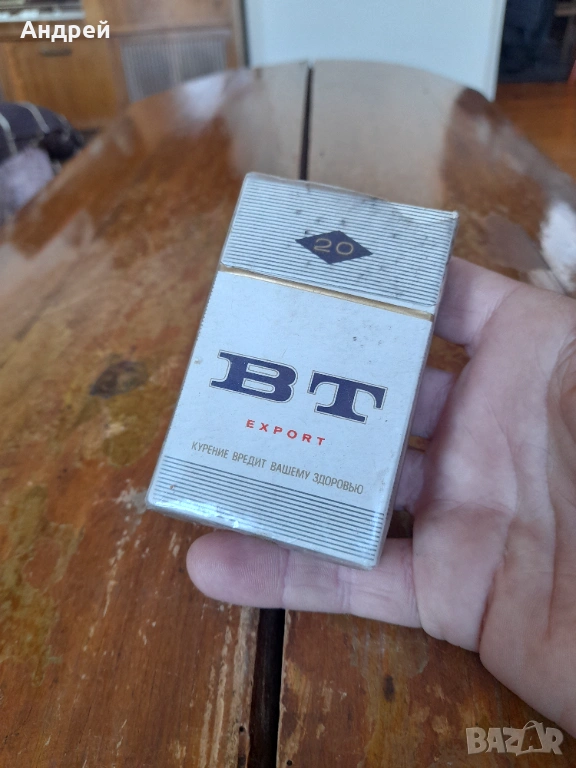 Андрей
20
BT
EXPORT
КУРЕНИЕ ВРЕДИТ ВАШЕМУ ЗДОРОВЬЮ
BAZAR